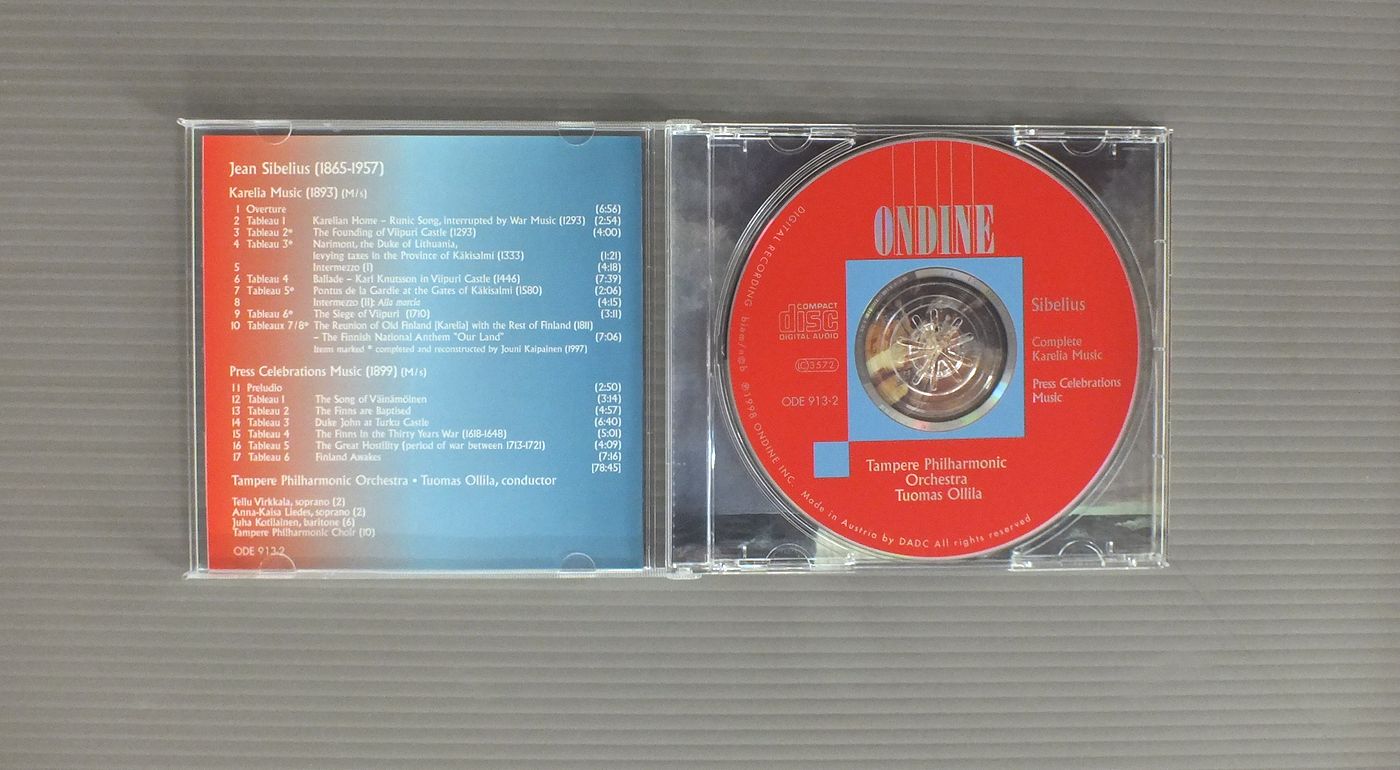 Jean Sibelius (1865-1957)
Karelia Music (1893) (M/s)
1 Overture (6:56)
2 Tableau 1 Karelian Home – Runic Song, interrupted by War Music (1293) (2:54)
3 Tableau 2* The Founding of Viipuri Castle (1293) (4:00)
4 Tableau 3* Narimont, the Duke of Lithuania,
levying taxes in the Province of Käkisalmi (1333) (1:21)
5 Intermezzo (I) (4:18)
6 Tableau 4 Ballade – Karl Knutsson in Viipuri Castle (1446) (7:39)
7 Tableau 5* Pontus de la Gardie at the Gates of Käkisalmi (1580) (2:06)
8 Intermezzo (II): Alla marcia (4:15)
9 Tableau 6* The Siege of Viipuri (1710) (3:11)
10 Tableaux 7/8* The Reunion of Old Finland [Karelia] with the Rest of Finland (1811)
– The Finnish National Anthem "Our Land" (7:06)
Items marked * completed and reconstructed by Jouni Kaipainen (1997)
Press Celebrations Music (1899) (M/s)
11 Preludio (2:50)
12 Tableau 1 The Song of Väinämöinen (3:14)
13 Tableau 2 The Finns are Baptised (4:57)
14 Tableau 3 Duke John at Turku Castle (6:40)
15 Tableau 4 The Finns in the Thirty Years War (1618-1648) (5:01)
16 Tableau 5 The Great Hostility (period of war between 1713-1721) (4:09)
17 Tableau 6 Finland Awakes (7:16)
[78:45]
Tampere Philharmonic Orchestra • Tuomas Ollila, conductor
Tellu Virkkala, soprano (2)
Anna-Kaisa Liedes, soprano (2)
Juha Kotilainen, baritone (6)
Tampere Philharmonic Choir (10)
ODE 913-2
ONDINE
DIGITAL RECORDING biem/n©b ℗1998 ONDINE INC. Made in Austria by DADC All rights reserved
COMPACT
disc
DIGITAL AUDIO
LC 3572
ODE 913-2
Sibelius
Complete
Karelia Music
Press Celebrations
Music
Tampere Philharmonic
Orchestra
Tuomas Ollila